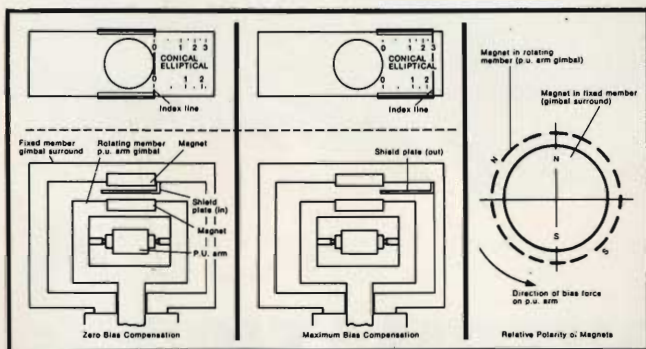 0 1 2 3
CONICAL
ELLIPTICAL
0 1 2
Index line
Fixed member
gimbal surround
Rotating member
p.u. arm gimbal
Magnet
Shield
plate (in)
Magnet
P.U. arm
Zero Bias Compensation
0 1 2 3
CONICAL
ELLIPTICAL
0 1 2
Index line
Shield plate (out)
Maximum Bias Compensation
Magnet in rotating
member (p.u. arm gimbal)
Magnet in fixed member
(gimbal surround)
N
N
S
S
Direction of bias force
on p.u. arm
Relative Polarity of Magnets